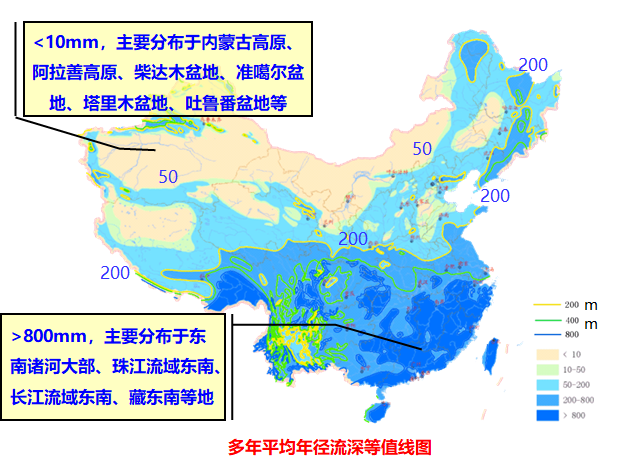 <10mm，主要分布于内蒙古高原、
阿拉善高原、柴达木盆地、准噶尔盆
地、塔里木盆地、吐鲁番盆地等
200
50
50
200
200
200
>800mm，主要分布于东
南诸河大部、珠江流域东南、
长江流域东南、藏东南等地
200 m
400 m
800
< 10
10-50
50-200
200-800
> 800
多年平均年径流深等值线图